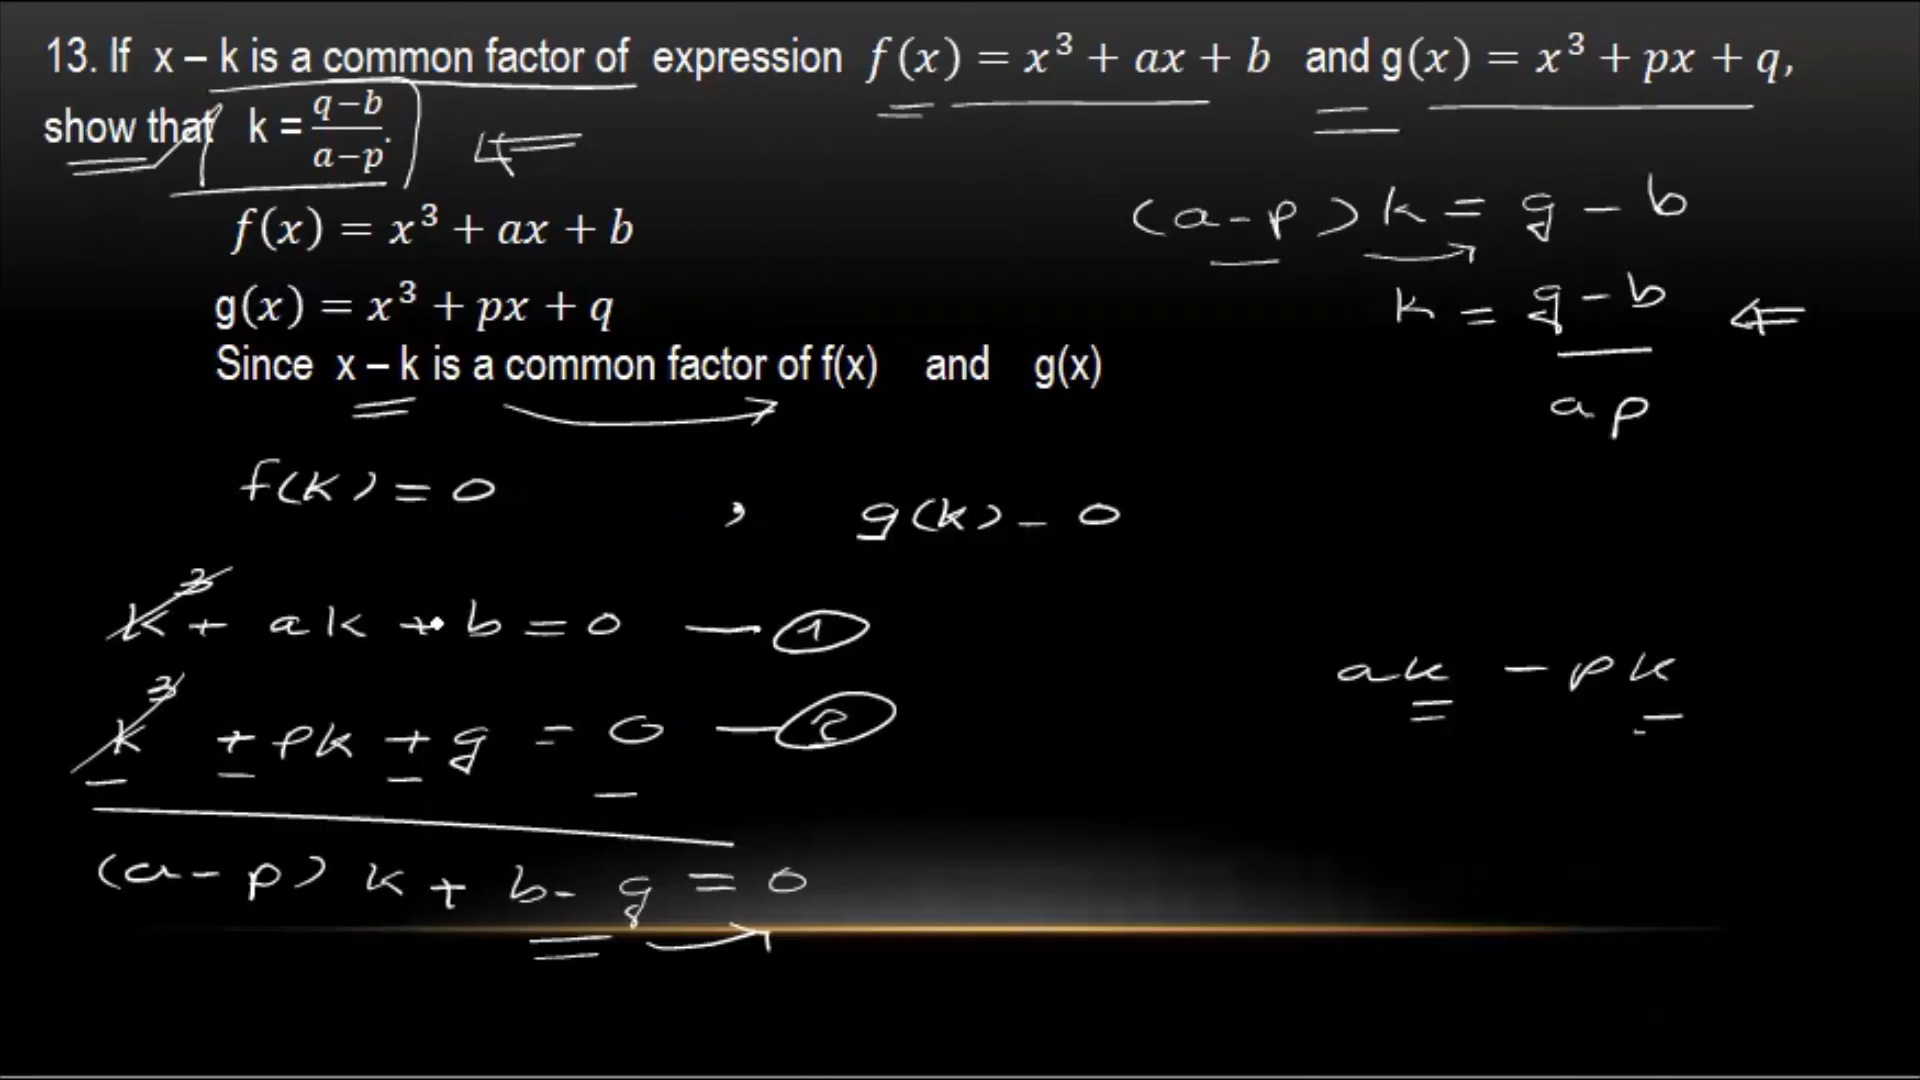 13. If x – k is a common factor of expression f(x) = x³ + ax + b and g(x) = x³ + px + q,
show that k = (q−b)/(a−p).
f(x) = x³ + ax + b
g(x) = x³ + px + q
Since x – k is a common factor of f(x) and g(x)
f(k) = 0 , g(k) – 0
k³ + ak + b = 0 — ①
k³ + pk + q = 0 — ②
(a – p) k + b – q = 0
(a – p) k = q – b
k = q – b
a p
ak – pk